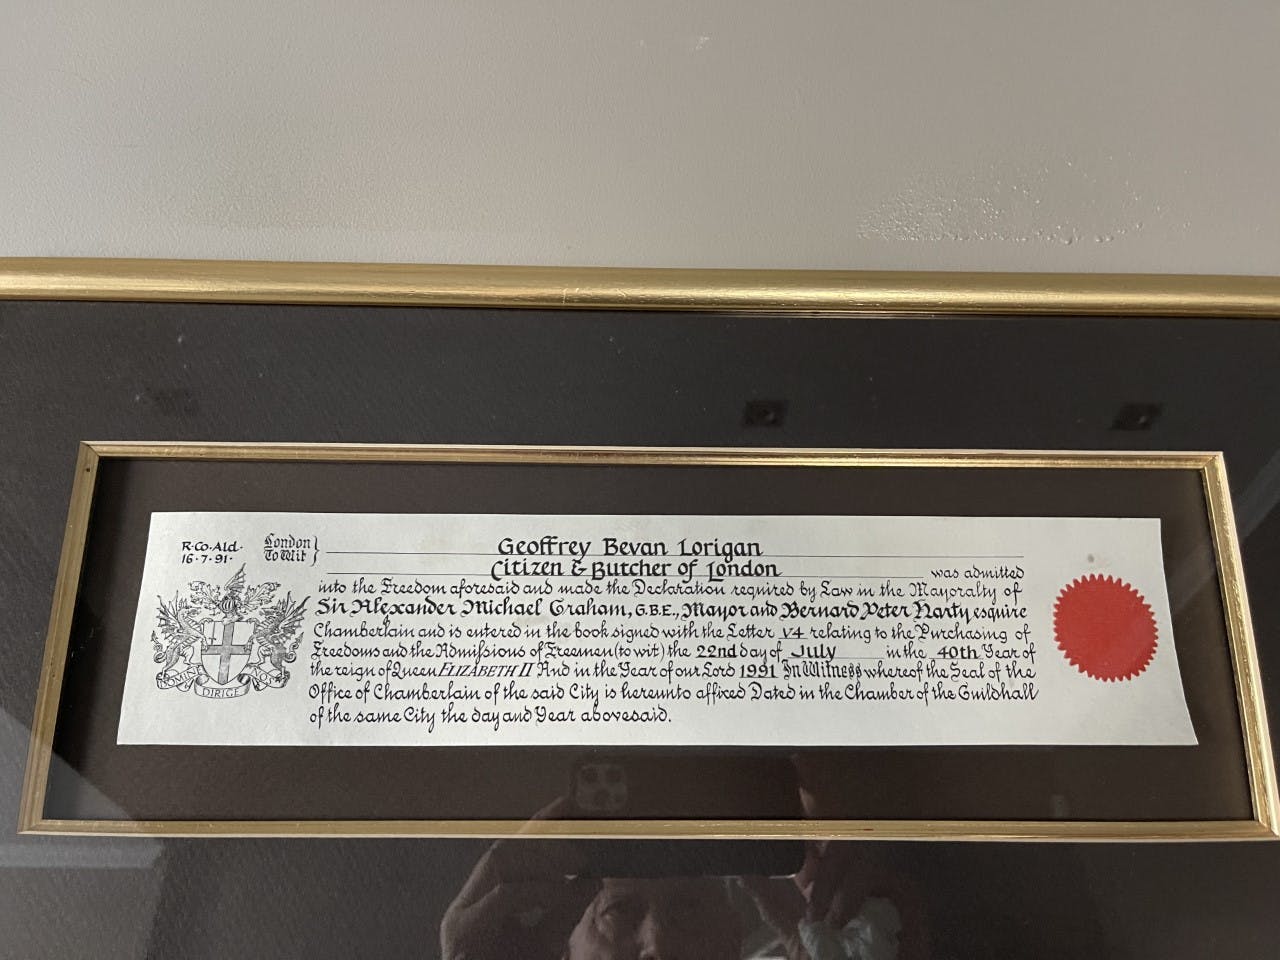 R·Co·Ald·
16·7·91·
London
To Wit }
Geoffrey Bevan Lorigan
Citizen & Butcher of London was admitted
into the Freedom aforesaid and made the Declaration required by Law in the Mayoralty of
Sir Alexander Michael Graham, G.B.E., Mayor and Bernard Peter Harty esquire
Chamberlain and is entered in the book signed with the Letter V4 relating to the Purchasing of
Freedoms and the Admissions of Freemen (to wit) the 22nd day of July in the 40th Year of
the reign of Queen ELIZABETH II And in the Year of our Lord 1991 In Witness whereof the Seal of the
Office of Chamberlain of the said City is hereunto affixed Dated in the Chamber of the Guildhall
of the same City the day and Year abovesaid.
DOMINE DIRIGE NOS